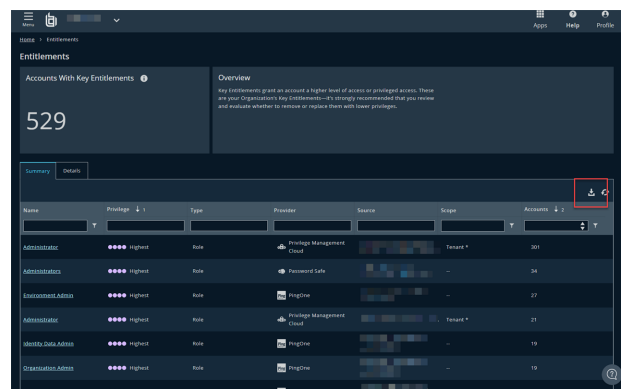 Menu
Apps Help Profile
Home > Entitlements
Entitlements
Accounts With Key Entitlements
529
Overview
Key Entitlements grant an account a higher level of access or privileged access. These
are your Organization's Key Entitlements—it's strongly recommended that you review
and evaluate whether to remove or replace them with lower privileges.
Summary Details
Name Privilege ↓ 1 Type Provider Source Scope Accounts ↓ 2
Administrator Highest Role Privilege Management Cloud Tenant * 301
Administrators Highest Role Password Safe -- 34
Environment Admin Highest Role PingOne -- 27
Administrator Highest Role Privilege Management Cloud Tenant * 21
Identity Data Admin Highest Role PingOne -- 19
Organization Admin Highest Role PingOne -- 19